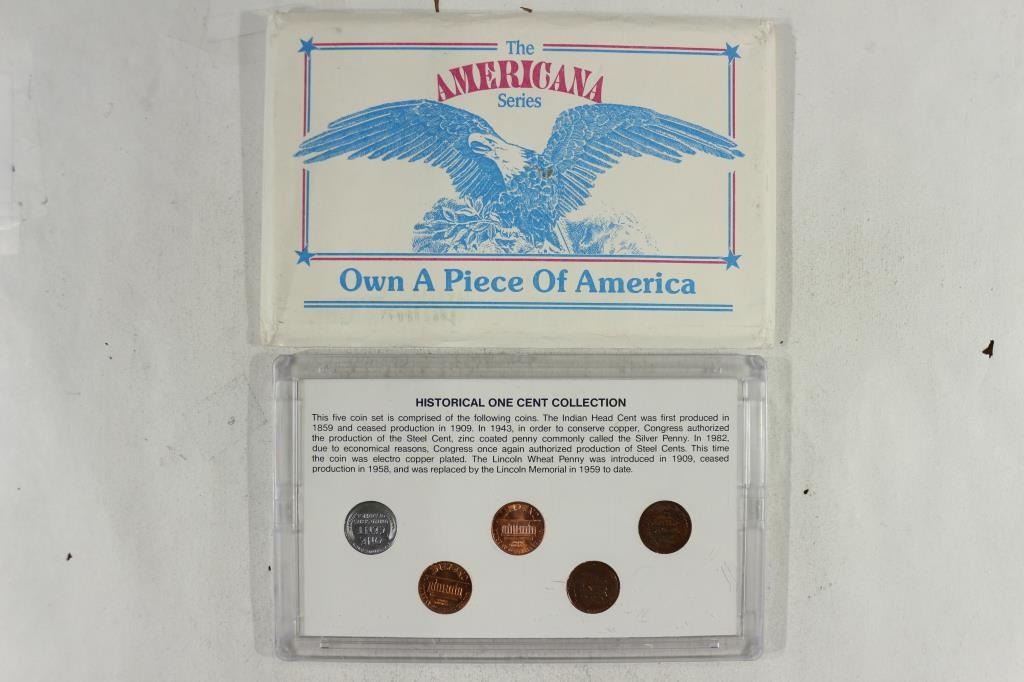 The
AMERICANA
Series
Own A Piece Of America
HISTORICAL ONE CENT COLLECTION
This five coin set is comprised of the following coins. The Indian Head Cent was first produced in
1859 and ceased production in 1909. In 1943, in order to conserve copper, Congress authorized
the production of the Steel Cent, zinc coated penny commonly called the Silver Penny. In 1982,
due to economical reasons, Congress once again authorized production of Steel Cents. This time
the coin was electro copper plated. The Lincoln Wheat Penny was introduced in 1909, ceased
production in 1958, and was replaced by the Lincoln Memorial in 1959 to date.
ONE
CENT